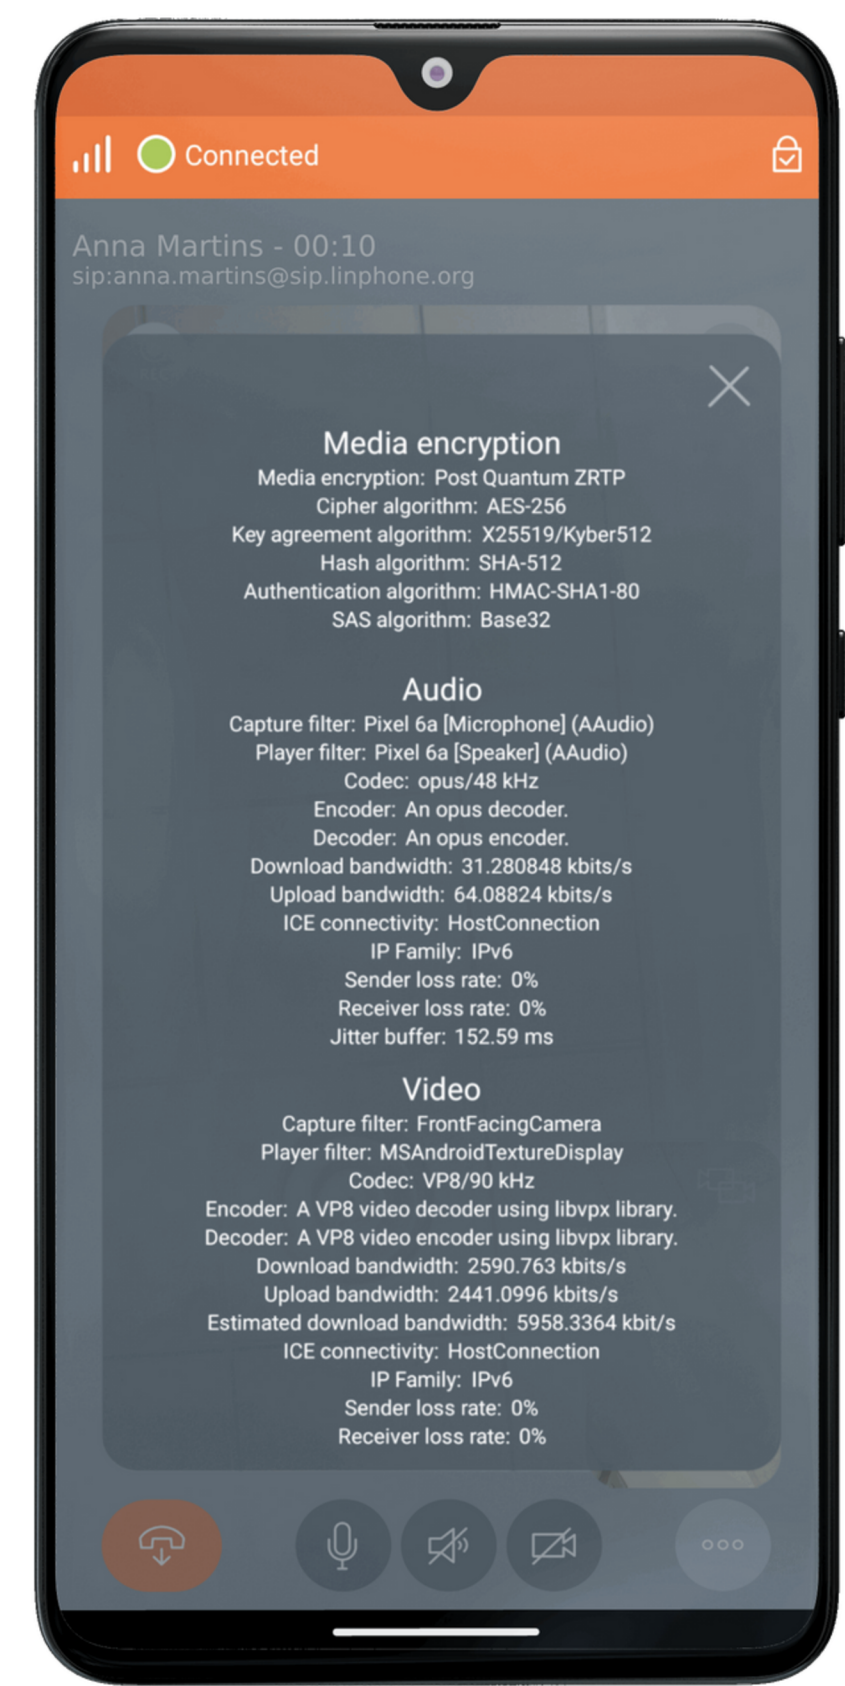 Connected
Anna Martins - 00:10
sip:anna.martins@sip.linphone.org
Media encryption
Media encryption: Post Quantum ZRTP
Cipher algorithm: AES-256
Key agreement algorithm: X25519/Kyber512
Hash algorithm: SHA-512
Authentication algorithm: HMAC-SHA1-80
SAS algorithm: Base32
Audio
Capture filter: Pixel 6a [Microphone] (AAudio)
Player filter: Pixel 6a [Speaker] (AAudio)
Codec: opus/48 kHz
Encoder: An opus decoder.
Decoder: An opus encoder.
Download bandwidth: 31.280848 kbits/s
Upload bandwidth: 64.08824 kbits/s
ICE connectivity: HostConnection
IP Family: IPv6
Sender loss rate: 0%
Receiver loss rate: 0%
Jitter buffer: 152.59 ms
Video
Capture filter: FrontFacingCamera
Player filter: MSAndroidTextureDisplay
Codec: VP8/90 kHz
Encoder: A VP8 video decoder using libvpx library.
Decoder: A VP8 video encoder using libvpx library.
Download bandwidth: 2590.763 kbits/s
Upload bandwidth: 2441.0996 kbits/s
Estimated download bandwidth: 5958.3364 kbit/s
ICE connectivity: HostConnection
IP Family: IPv6
Sender loss rate: 0%
Receiver loss rate: 0%